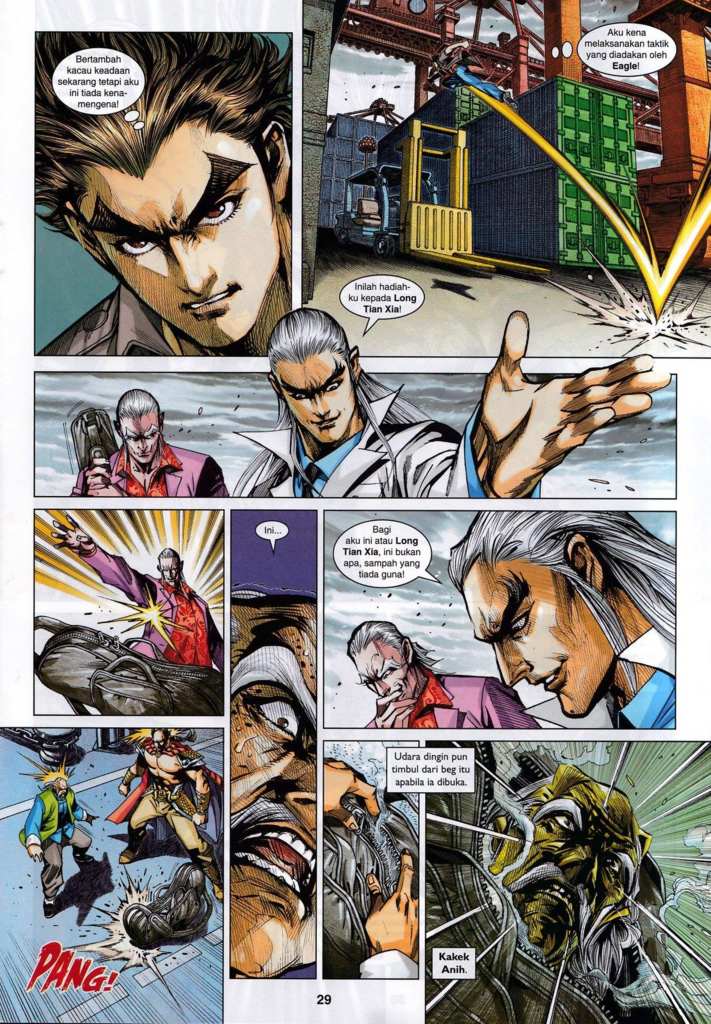 Bertambah
kacau keadaan
sekarang tetapi aku
ini tiada kena-
mengena!
Aku kena
melaksanakan taktik
yang diadakan oleh
Eagle!
Inilah hadiah-
ku kepada Long
Tian Xia!
Ini...
Bagi
aku ini atau Long
Tian Xia, ini bukan
apa, sampah yang
tiada guna!
PANG!
Udara dingin pun
timbul dari beg itu
apabila ia dibuka.
Kakek
Anih.
29